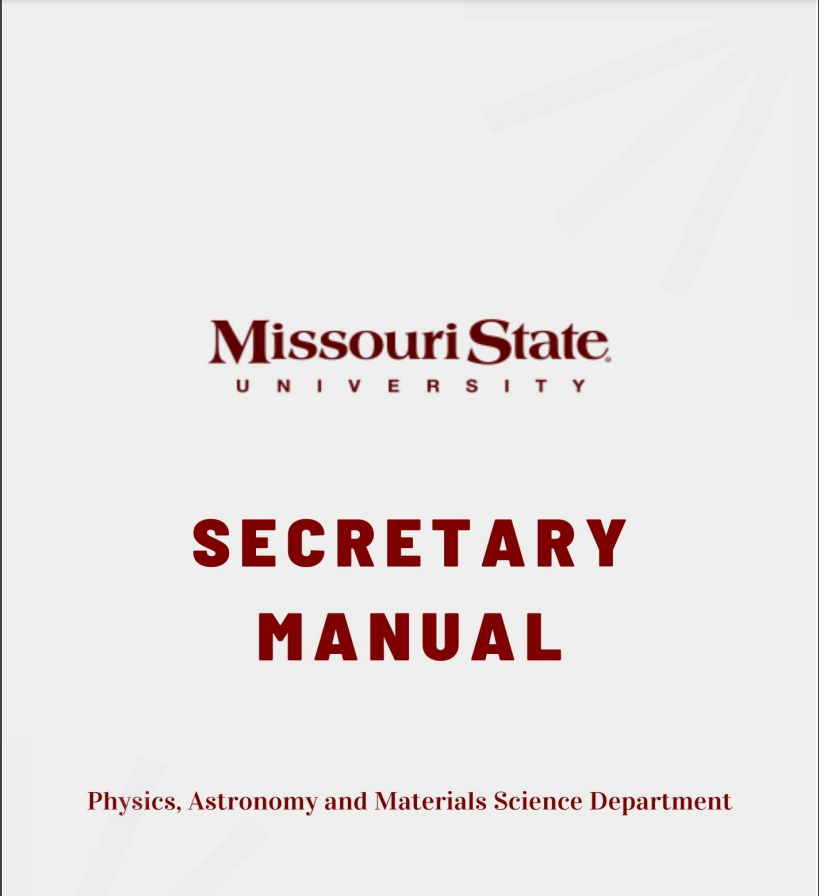 Missouri State®
UNIVERSITY
SECRETARY
MANUAL
Physics, Astronomy and Materials Science Department